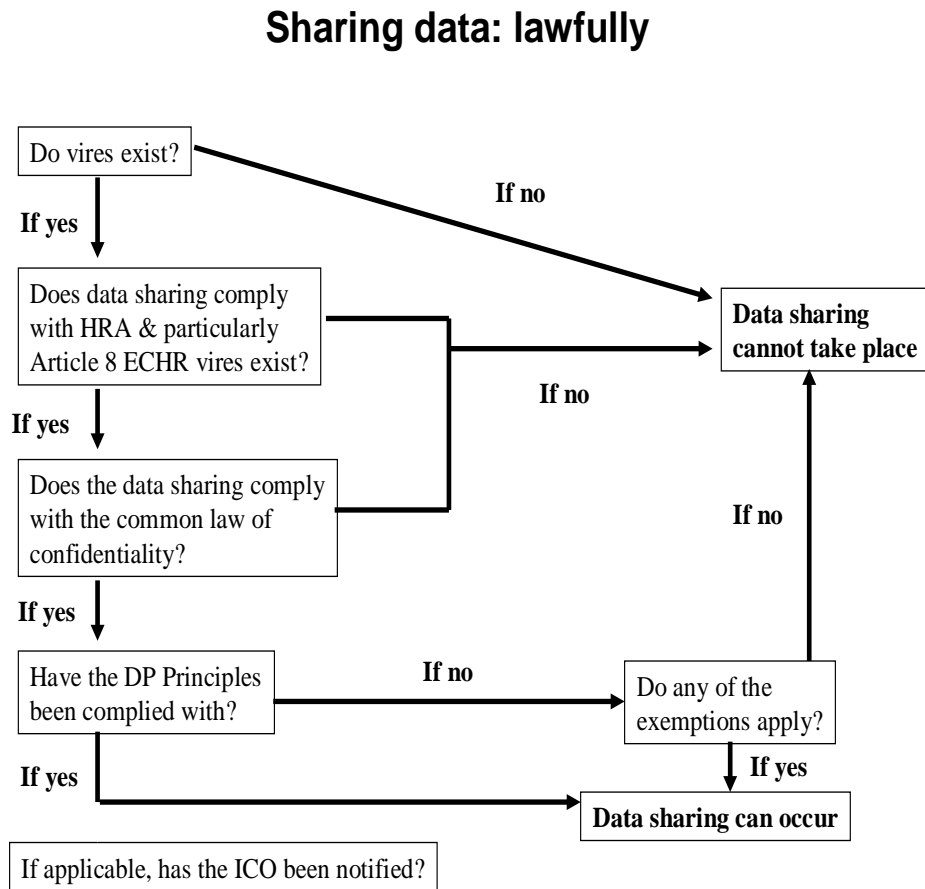 Sharing data: lawfully
Do vires exist?
If no
If yes
Does data sharing comply
with HRA & particularly
Article 8 ECHR vires exist?
Data sharing
cannot take place
If no
If yes
Does the data sharing comply
with the common law of
confidentiality?
If no
If yes
Have the DP Principles
been complied with?
If no
Do any of the
exemptions apply?
If yes
If yes
Data sharing can occur
If applicable, has the ICO been notified?